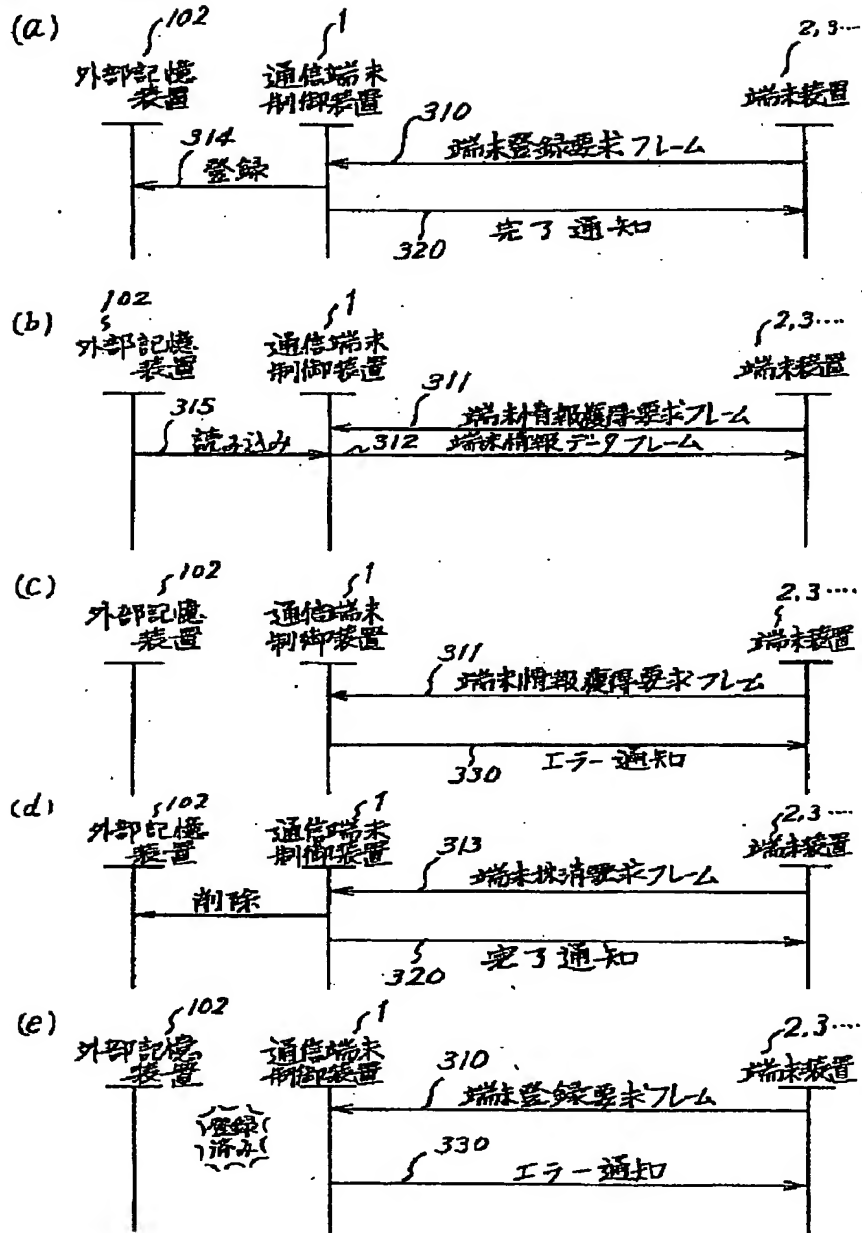 (a)
102
1
2,3…
外部記憶
装置
通信端末
制御装置
端末装置
310
端末登録要求フレーム
314
登録
320
完了通知
(b)
102
1
2,3….
外部記憶
装置
通信端末
制御装置
端末装置
311
端末情報獲得要求フレーム
315
読み込み
312
端末情報データフレーム
(c)
102
1
2,3….
外部記憶
装置
通信端末
制御装置
端末装置
311
端末情報獲得要求フレーム
330
エラー通知
(d)
102
1
2,3….
外部記憶
装置
通信端末
制御装置
端末装置
313
端末抹消要求フレーム
削除
320
完了通知
(e)
102
1
2,3….
外部記憶
装置
通信端末
制御装置
端末装置
310
端末登録要求フレーム
登録
済み
330
エラー通知